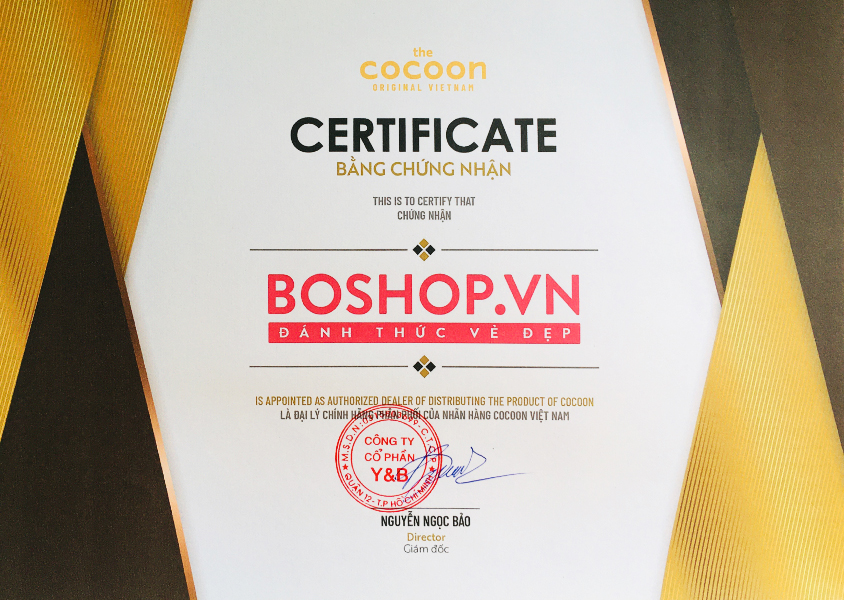 the
cocoon
ORIGINAL VIETNAM
CERTIFICATE
BẰNG CHỨNG NHẬN
THIS IS TO CERTIFY THAT
CHỨNG NHẬN
BOSHOP.VN
ĐÁNH THỨC VẺ ĐẸP
IS APPOINTED AS AUTHORIZED DEALER OF DISTRIBUTING THE PRODUCT OF COCOON
LÀ ĐẠI LÝ CHÍNH HÃNG PHÂN PHỐI CỦA NHÃN HÀNG COCOON VIỆT NAM
CÔNG TY
CỔ PHẦN
Y&B
QUẬN 12 - T.P HỒ CHÍ MINH
NGUYỄN NGỌC BẢO
Director
Giám đốc